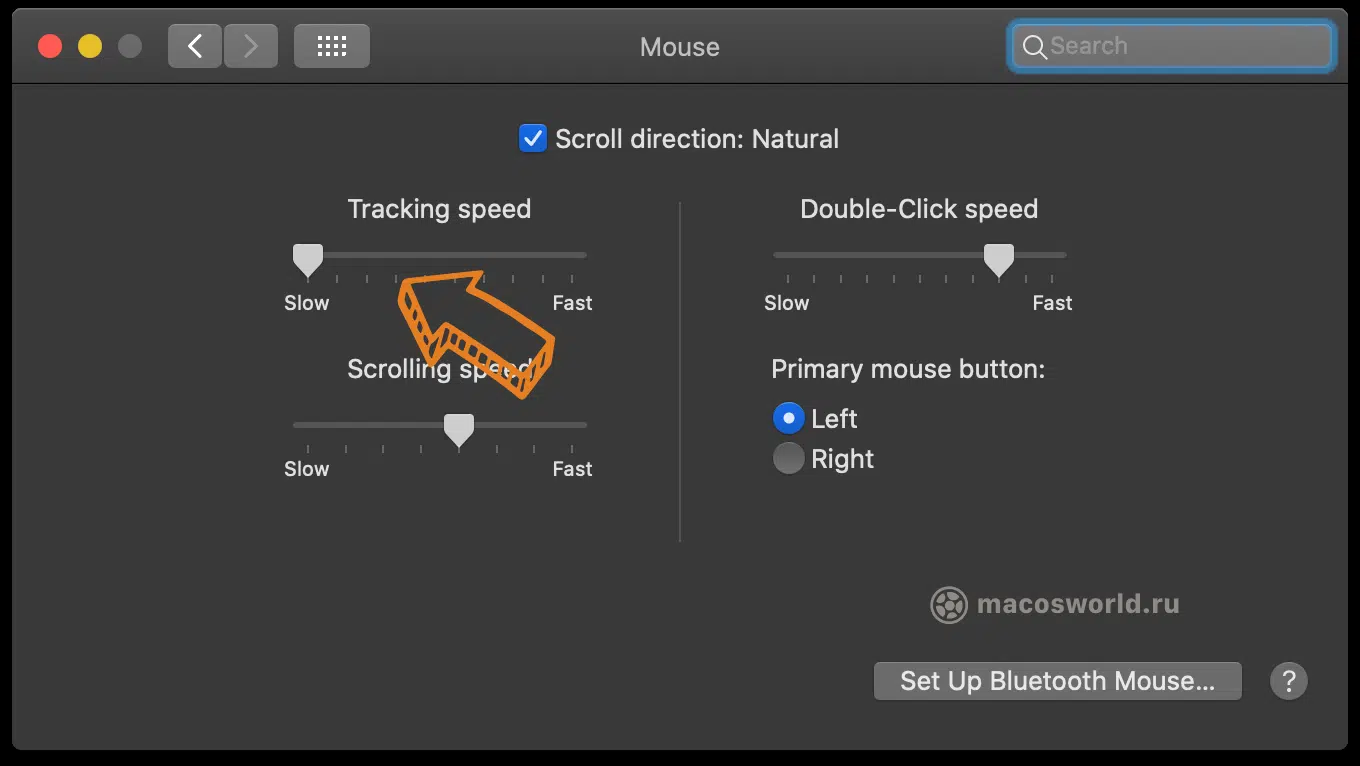 Mouse
Search
Scroll direction: Natural
Tracking speed
Slow
Fast
Scrolling speed
Slow
Fast
Double-Click speed
Slow
Fast
Primary mouse button:
Left
Right
macosworld.ru
Set Up Bluetooth Mouse...
?